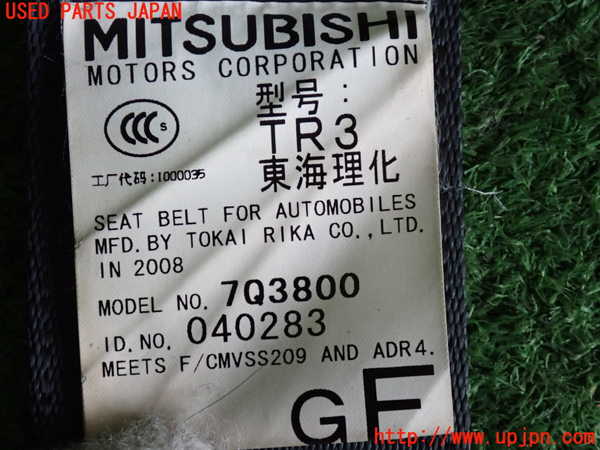 USED PARTS JAPAN
MITSUBISHI
MOTORS CORPORATION
CCC S
型号:
TR3
工厂代码:1000035
東海理化
SEAT BELT FOR AUTOMOBILES
MFD.BY TOKAI RIKA CO.,LTD.
IN 2008
MODEL NO. 7Q3800
ID.NO. 040283
MEETS F/CMVSS209 AND ADR4.
GF
http://www.upjpn.com/